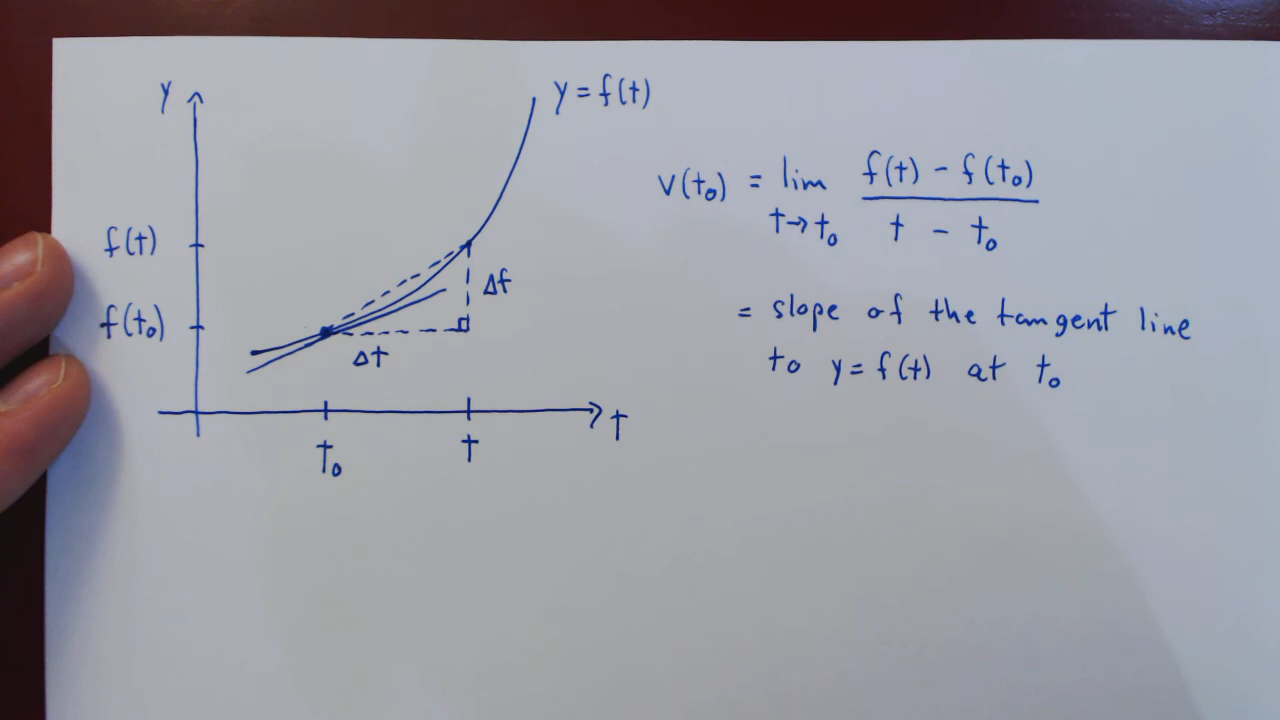 y
y = f(t)
f(t)
f(t₀)
Δf
Δt
t
t₀
t
v(t₀) = lim f(t) - f(t₀)
t→t₀ t - t₀
= slope of the tangent line
to y = f(t) at t₀